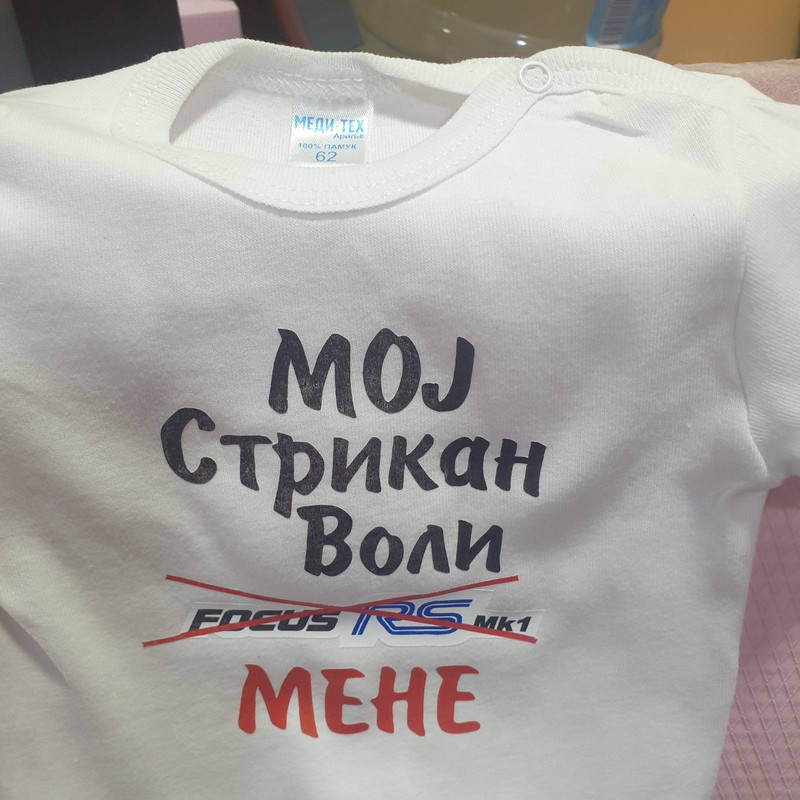 МЕДИ-ТЕХ
Ариље
100% ПАМУК
62
МОЈ
Стрикан
Воли
FOCUS RS MK1
МЕНЕ